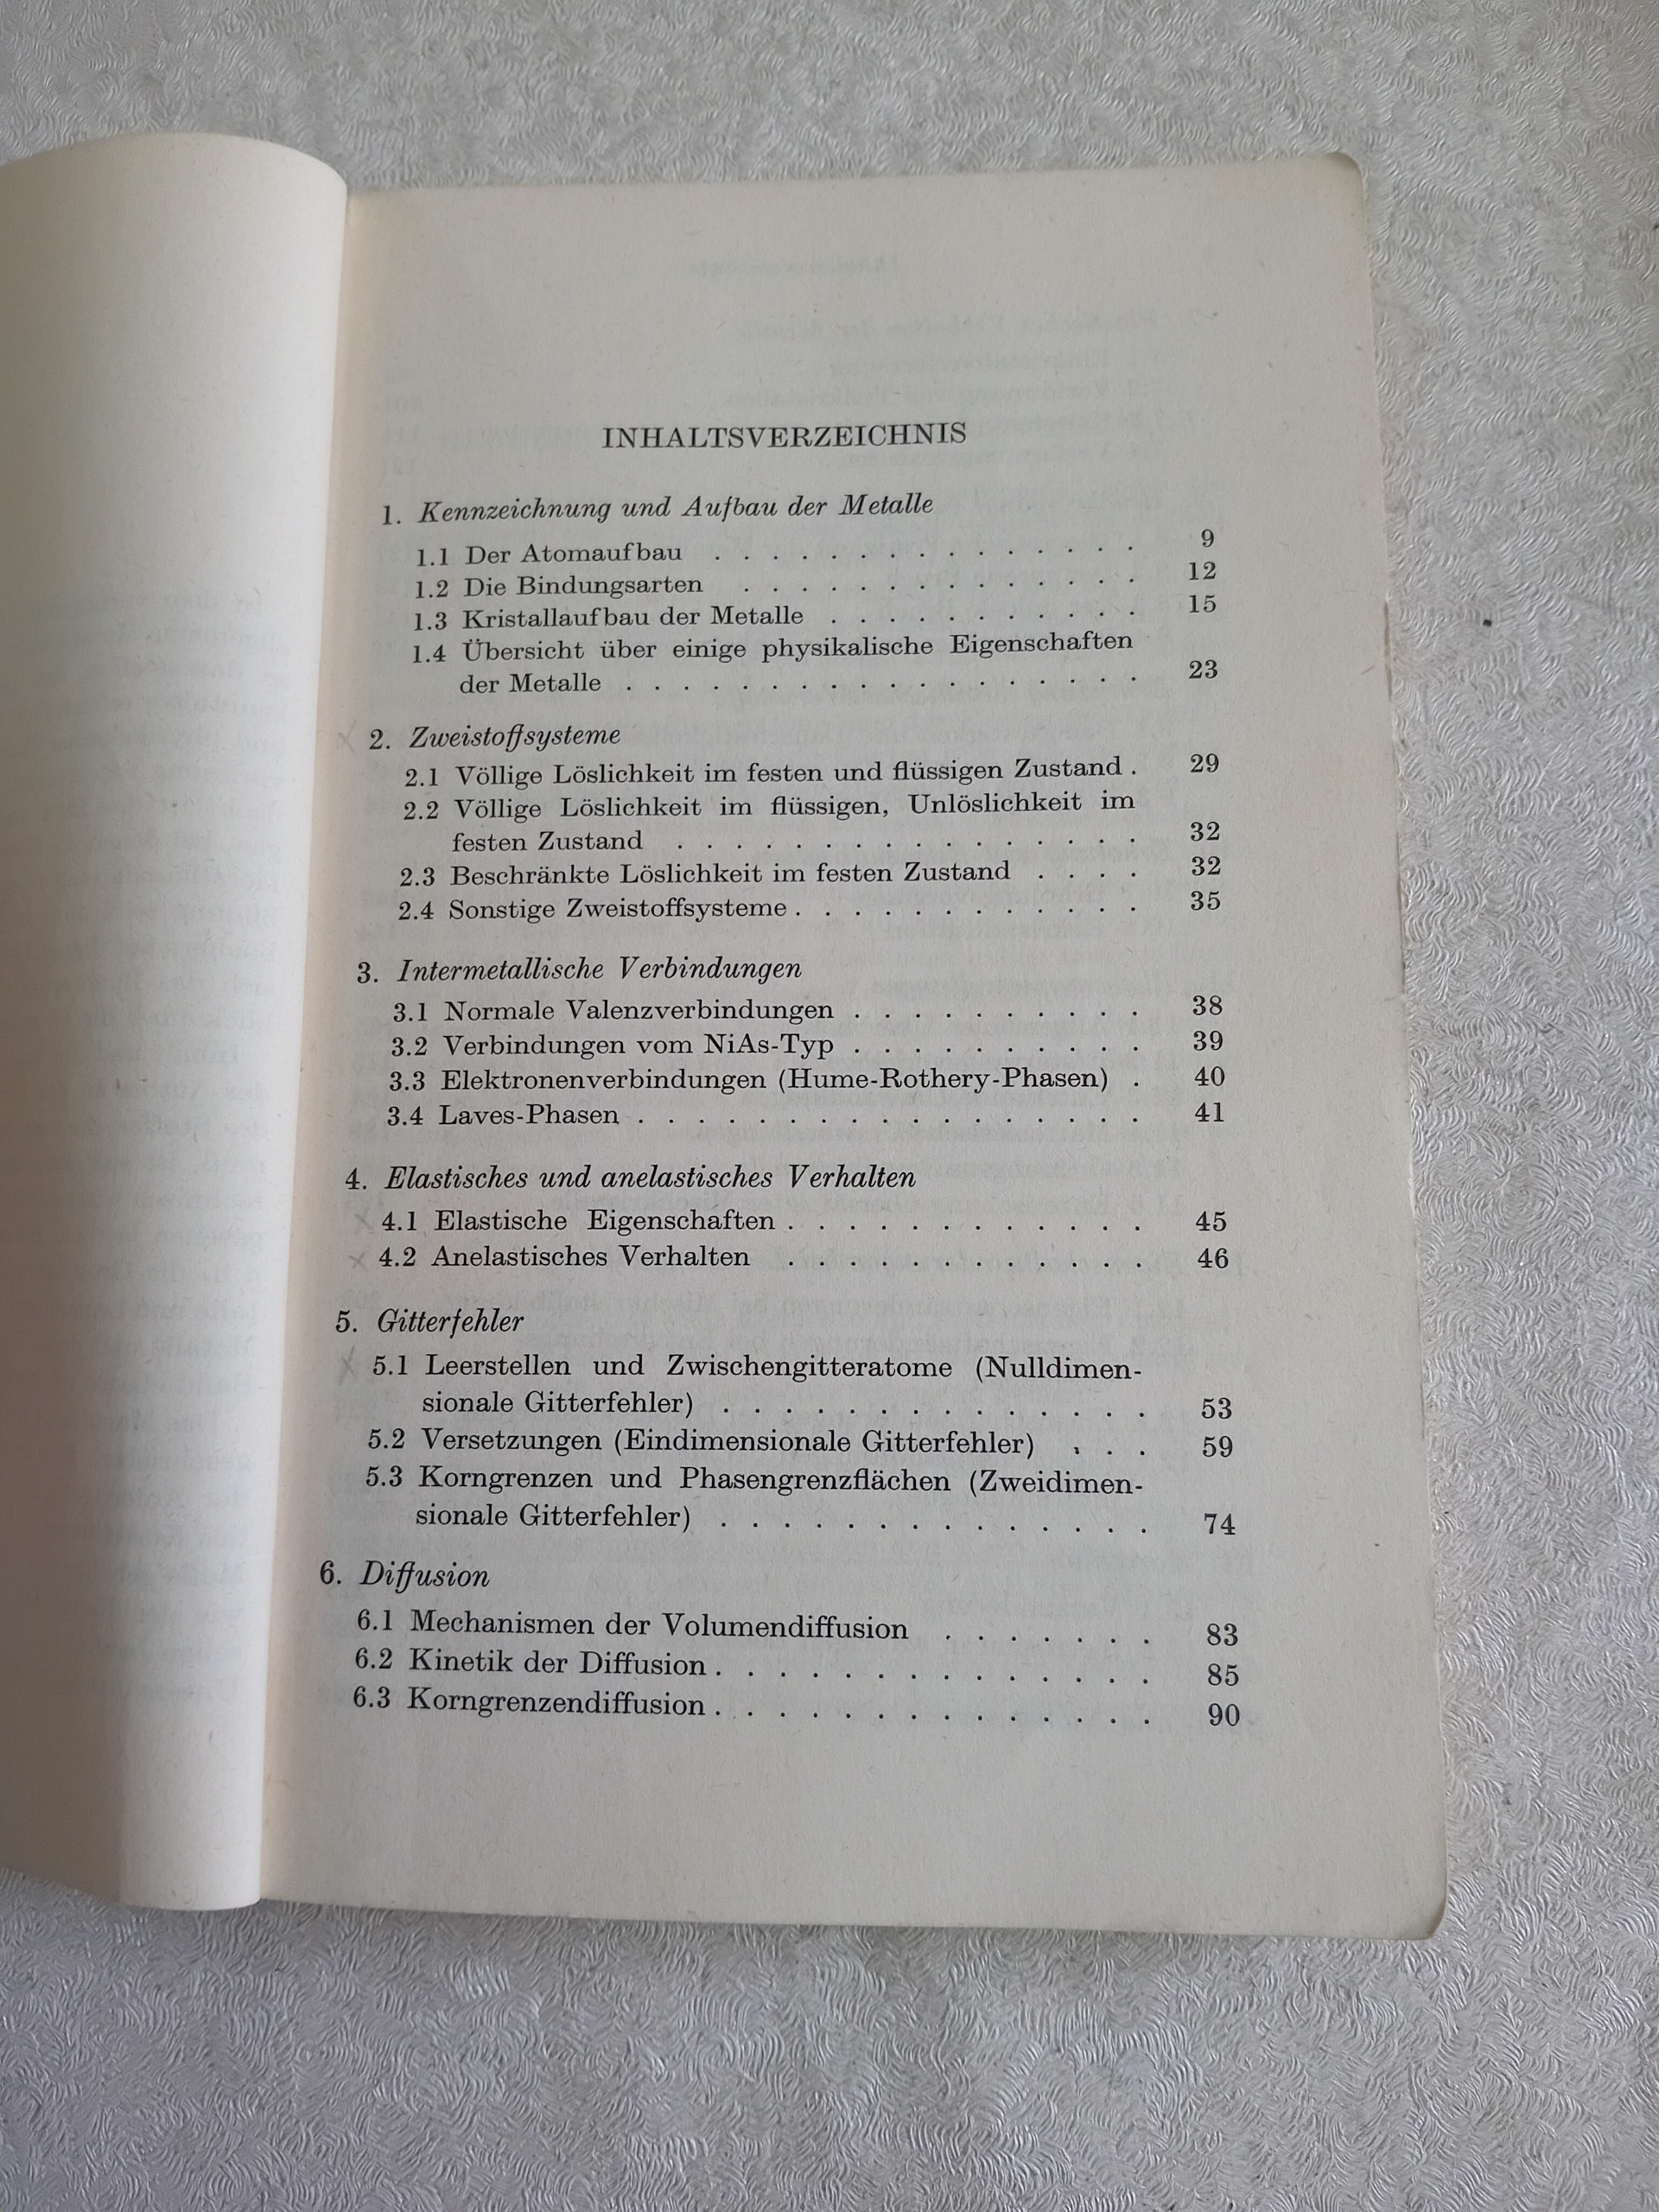 INHALTSVERZEICHNIS
1. Kennzeichnung und Aufbau der Metalle
1.1 Der Atomaufbau . . . . . . . . . . . . . . . 9
1.2 Die Bindungsarten . . . . . . . . . . . . . . 12
1.3 Kristallaufbau der Metalle . . . . . . . . . . . 15
1.4 Übersicht über einige physikalische Eigenschaften
der Metalle . . . . . . . . . . . . . . . . . . 23
2. Zweistoffsysteme
2.1 Völlige Löslichkeit im festen und flüssigen Zustand . 29
2.2 Völlige Löslichkeit im flüssigen, Unlöslichkeit im
festen Zustand . . . . . . . . . . . . . . . . 32
2.3 Beschränkte Löslichkeit im festen Zustand . . . . 32
2.4 Sonstige Zweistoffsysteme . . . . . . . . . . . . 35
3. Intermetallische Verbindungen
3.1 Normale Valenzverbindungen . . . . . . . . . . 38
3.2 Verbindungen vom NiAs-Typ . . . . . . . . . . 39
3.3 Elektronenverbindungen (Hume-Rothery-Phasen) . 40
3.4 Laves-Phasen . . . . . . . . . . . . . . . . . 41
4. Elastisches und anelastisches Verhalten
4.1 Elastische Eigenschaften . . . . . . . . . . . . 45
4.2 Anelastisches Verhalten . . . . . . . . . . . . 46
5. Gitterfehler
5.1 Leerstellen und Zwischengitteratome (Nulldimen-
sionale Gitterfehler) . . . . . . . . . . . . . . 53
5.2 Versetzungen (Eindimensionale Gitterfehler) . . . 59
5.3 Korngrenzen und Phasengrenzflächen (Zweidimen-
sionale Gitterfehler) . . . . . . . . . . . . . . 74
6. Diffusion
6.1 Mechanismen der Volumendiffusion . . . . . . . 83
6.2 Kinetik der Diffusion . . . . . . . . . . . . . . 85
6.3 Korngrenzendiffusion . . . . . . . . . . . . . . 90